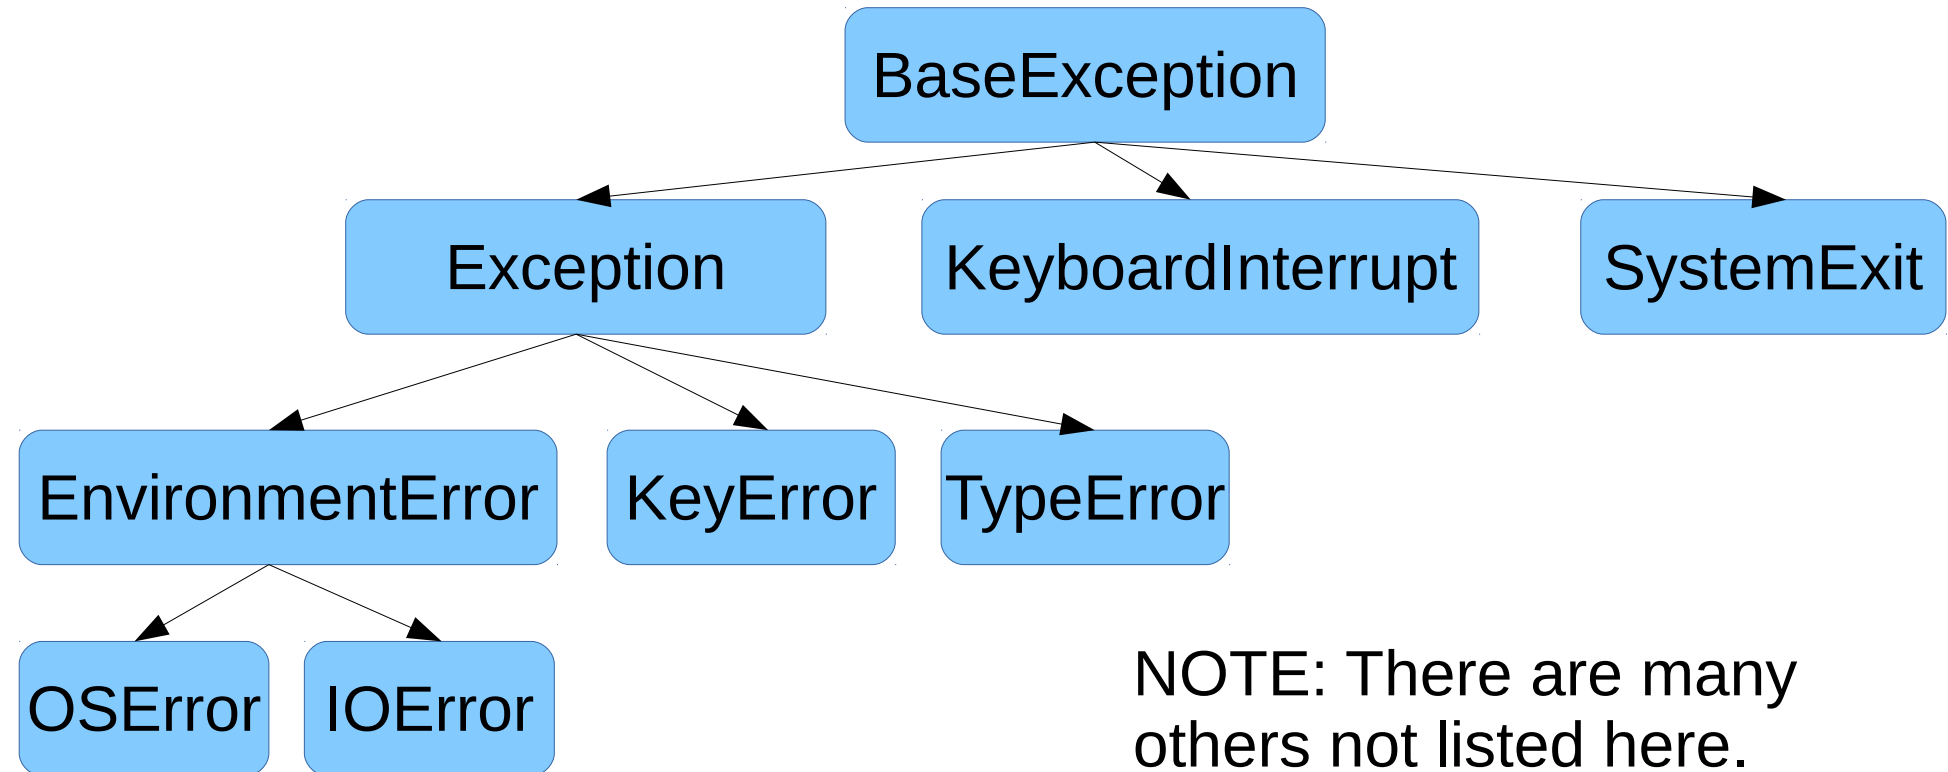 BaseException
Exception
KeyboardInterrupt
SystemExit
EnvironmentError
KeyError
TypeError
OSError
IOError
NOTE: There are many
others not listed here.